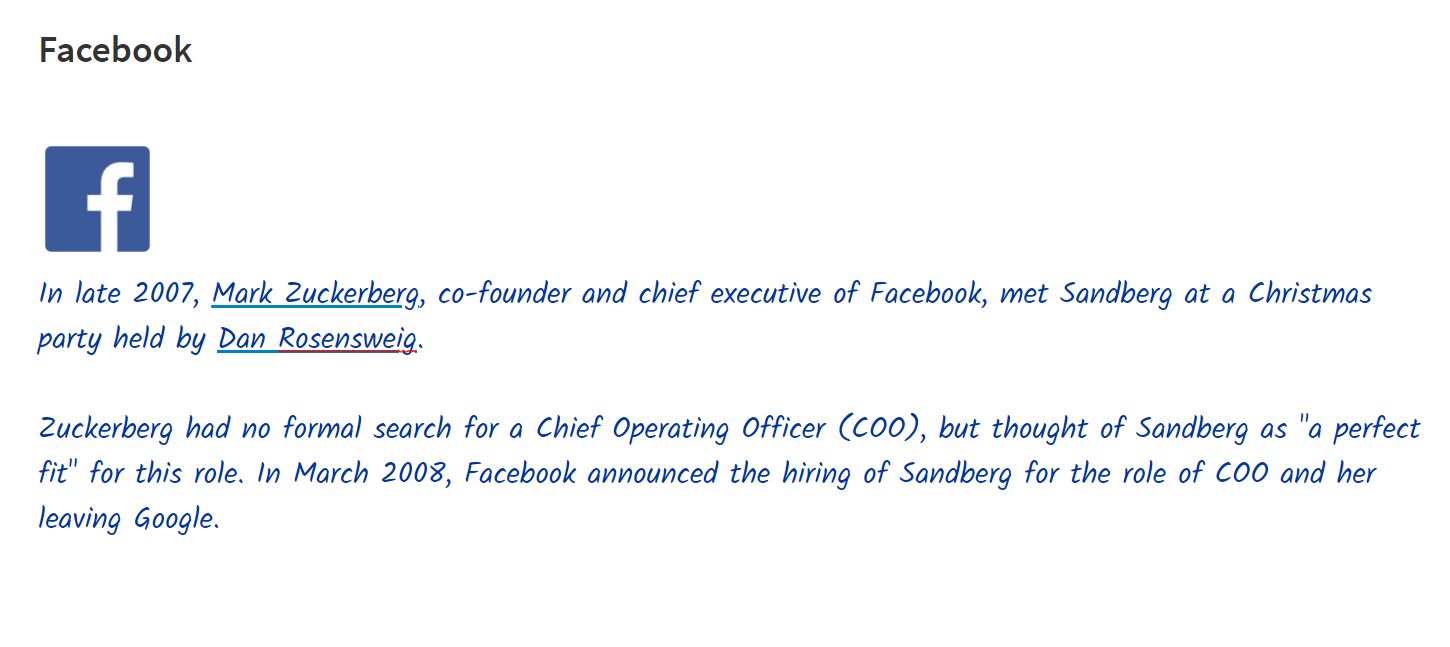 Facebook
f
In late 2007, Mark Zuckerberg, co-founder and chief executive of Facebook, met Sandberg at a Christmas
party held by Dan Rosensweig.
Zuckerberg had no formal search for a Chief Operating Officer (COO), but thought of Sandberg as "a perfect
fit" for this role. In March 2008, Facebook announced the hiring of Sandberg for the role of COO and her
leaving Google.